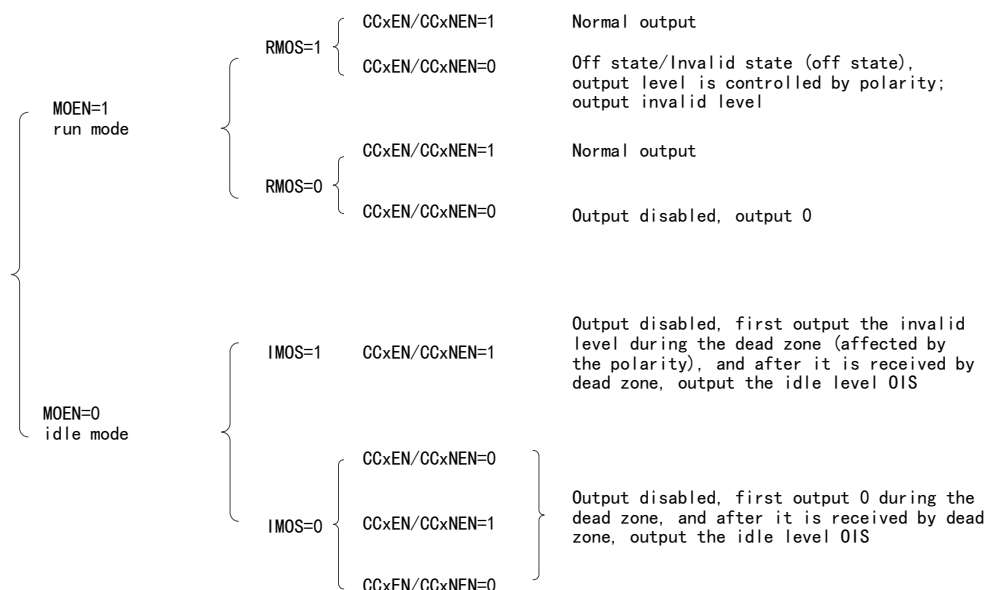 CCxEN/CCxNEN=1 Normal output
RMOS=1
CCxEN/CCxNEN=0 Off state/Invalid state (off state),
output level is controlled by polarity;
output invalid level
MOEN=1
run mode
CCxEN/CCxNEN=1 Normal output
RMOS=0
CCxEN/CCxNEN=0 Output disabled, output 0
Output disabled, first output the invalid
level during the dead zone (affected by
IMOS=1 CCxEN/CCxNEN=1 the polarity), and after it is received by
dead zone, output the idle level OIS
MOEN=0
idle mode
CCxEN/CCxNEN=0
Output disabled, first output 0 during the
IMOS=0 CCxEN/CCxNEN=1 dead zone, and after it is received by dead
zone, output the idle level OIS
CCxEN/CCxNEN=0